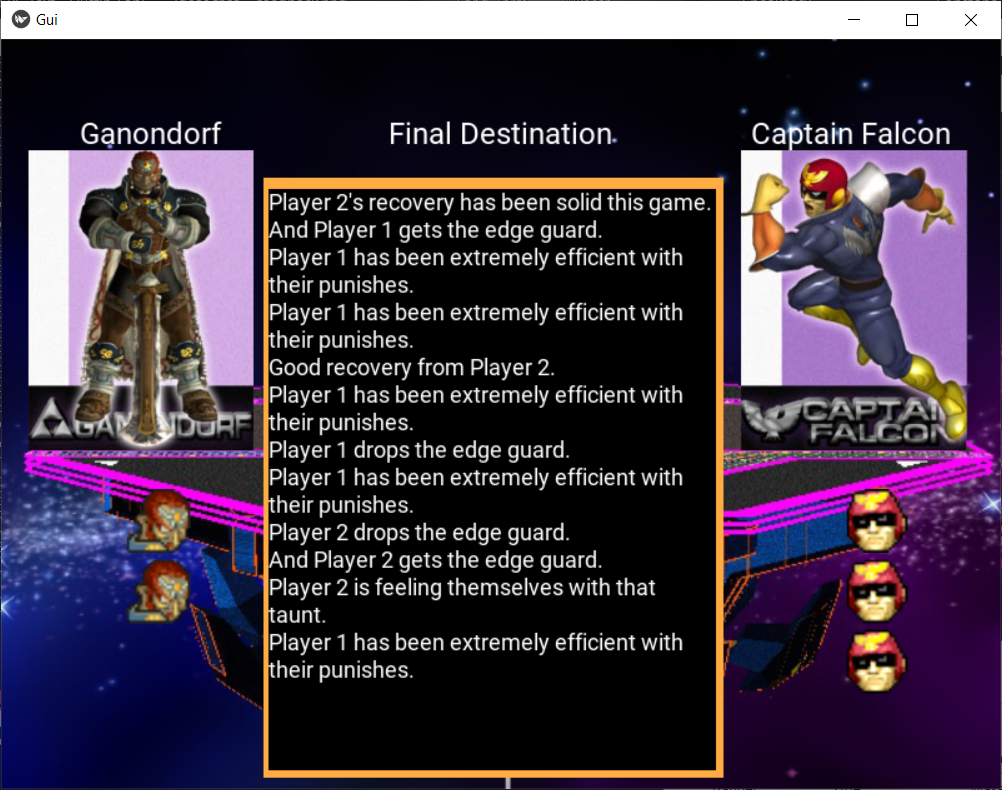 Gui
Ganondorf
Final Destination
Captain Falcon
Player 2's recovery has been solid this game.
And Player 1 gets the edge guard.
Player 1 has been extremely efficient with
their punishes.
Player 1 has been extremely efficient with
their punishes.
Good recovery from Player 2.
Player 1 has been extremely efficient with
their punishes.
Player 1 drops the edge guard.
Player 1 has been extremely efficient with
their punishes.
Player 2 drops the edge guard.
And Player 2 gets the edge guard.
Player 2 is feeling themselves with that
taunt.
Player 1 has been extremely efficient with
their punishes.
GANONDORF
CAPTAIN
FALCON